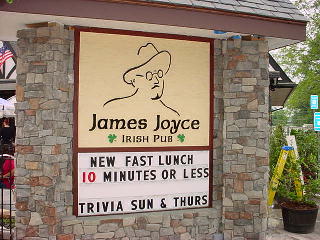 James Joyce
IRISH PUB
NEW FAST LUNCH
10 MINUTES OR LESS
TRIVIA SUN & THURS